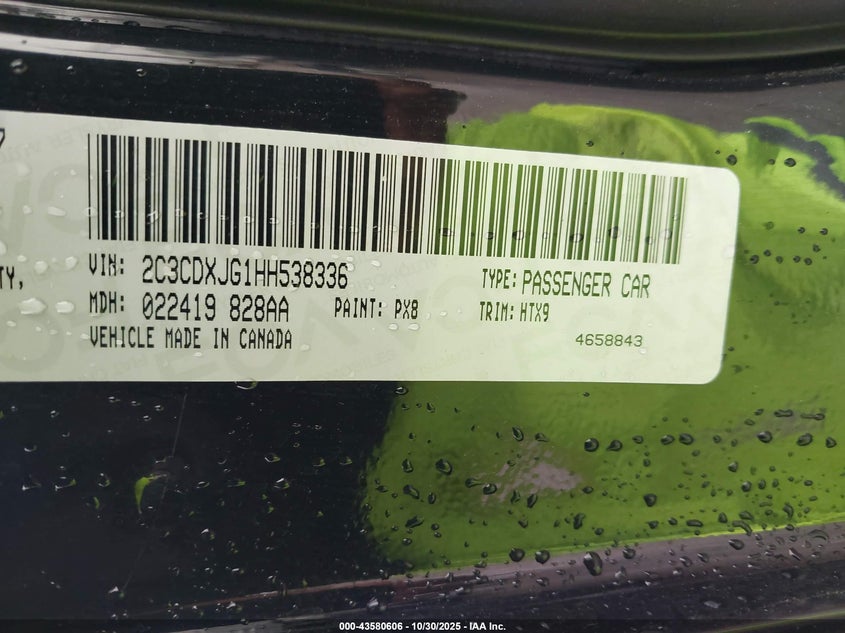 VIN: 2C3CDXJG1HH538336
TYPE: PASSENGER CAR
TY,
MDH: 022419 828AA
PAINT: PX8
TRIM: HTX9
VEHICLE MADE IN CANADA
4658843
000-43580606 - 10/30/2025 - IAA Inc.